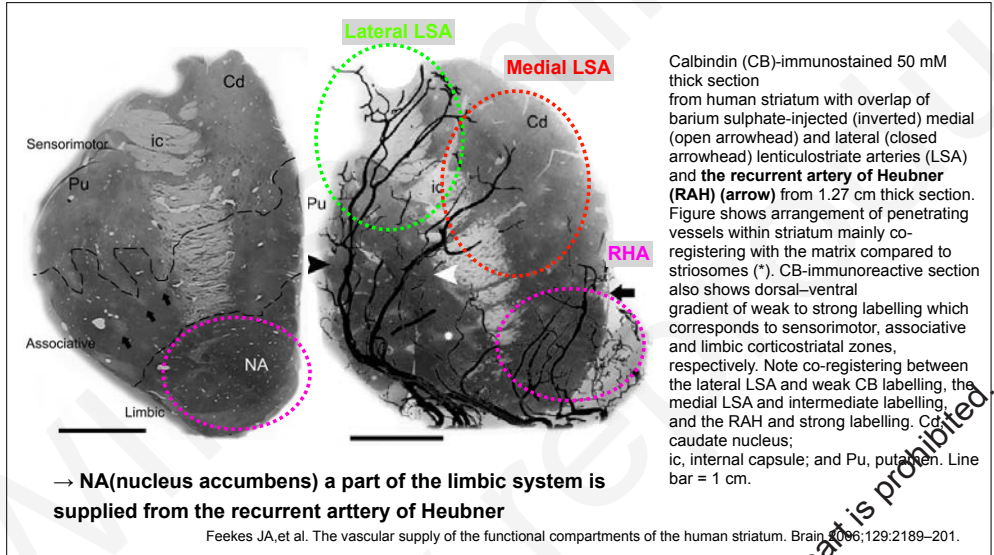 Lateral LSA
Medial LSA
Cd
ic
Sensorimotor
Pu
Associative
NA
Limbic
Cd
ic
Pu
RHA
*
Calbindin (CB)-immunostained 50 mM
thick section
from human striatum with overlap of
barium sulphate-injected (inverted) medial
(open arrowhead) and lateral (closed
arrowhead) lenticulostriate arteries (LSA)
and the recurrent artery of Heubner
(RAH) (arrow) from 1.27 cm thick section.
Figure shows arrangement of penetrating
vessels within striatum mainly co-
registering with the matrix compared to
striosomes (*). CB-immunoreactive section
also shows dorsal–ventral
gradient of weak to strong labelling which
corresponds to sensorimotor, associative
and limbic corticostriatal zones,
respectively. Note co-registering between
the lateral LSA and weak CB labelling, the
medial LSA and intermediate labelling,
and the RAH and strong labelling. Cd,
caudate nucleus;
ic, internal capsule; and Pu, putamen. Line
bar = 1 cm.
→ NA(nucleus accumbens) a part of the limbic system is
supplied from the recurrent arttery of Heubner
Feekes JA,et al. The vascular supply of the functional compartments of the human striatum. Brain 2006;129:2189–201.
part is prohibited.